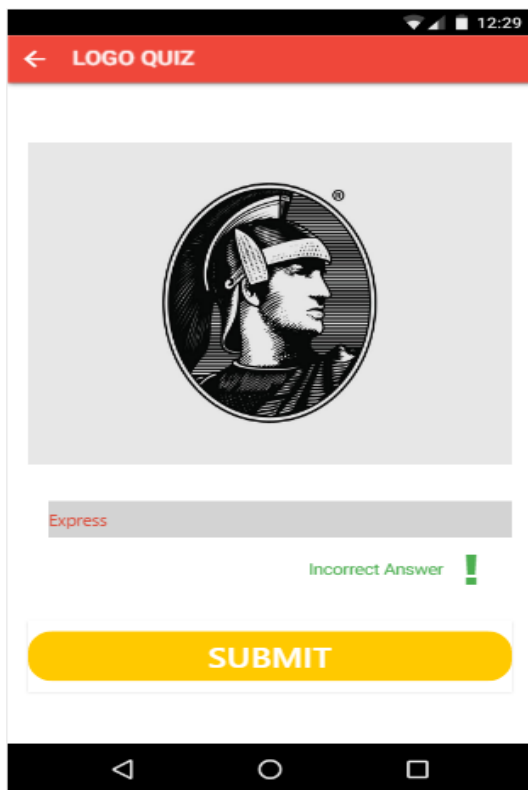 12:29
LOGO QUIZ
®
Express
Incorrect Answer !
SUBMIT